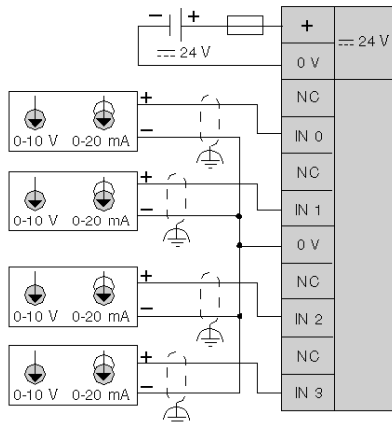 − + +
⎓ 24 V
⎓ 24 V
0 V
NC
+
−
IN 0
0-10 V 0-20 mA
NC
+
−
IN 1
0-10 V 0-20 mA
0 V
NC
+
−
IN 2
0-10 V 0-20 mA
NC
+
−
IN 3
0-10 V 0-20 mA